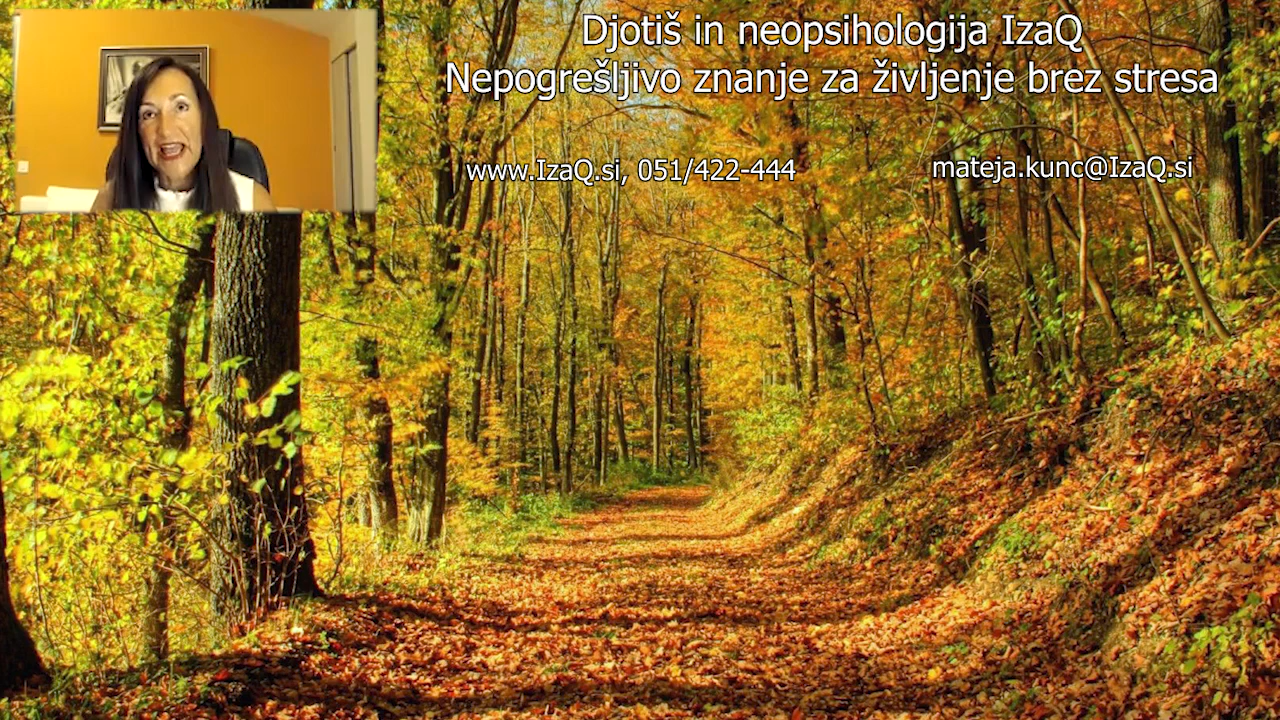 Djotiš in neopsihologija IzaQ
Nepogrešljivo znanje za življenje brez stresa
www.IzaQ.si, 051/422-444
mateja.kunc@IzaQ.si